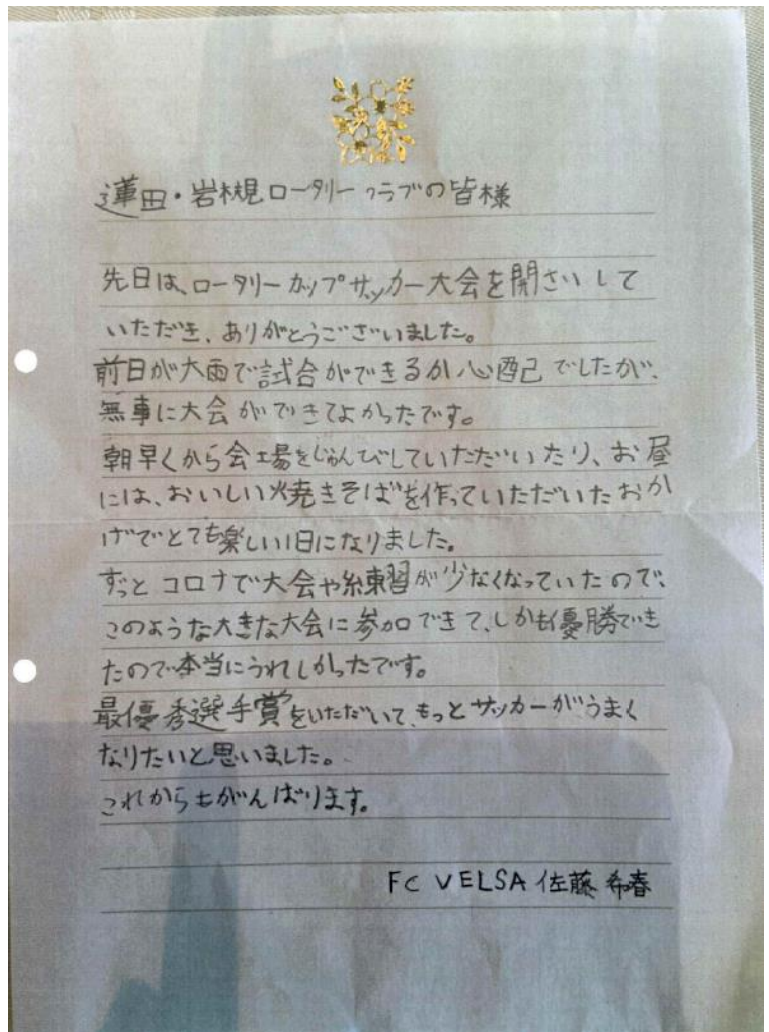 蓮田・岩槻ロータリークラブの皆様
先日は、ロータリーカップサッカー大会を開さいして
いただき、ありがとうございました。
前日が大雨で試合ができるか心配でしたが、
無事に大会ができてよかったです。
朝早くから会場をじゅんびしていただいたり、お昼
には、おいしい焼きそばを作っていただいたおか
げでとても楽しい1日になりました。
ずっとコロナで大会や練習が少なくなっていたので、
このような大きな大会に参加できて、しかも優勝でき
たので本当にうれしかったです。
最優秀選手賞をいただいて、もっとサッカーがうまく
なりたいと思いました。
これからもがんばります。
FC VELSA 佐藤 希春